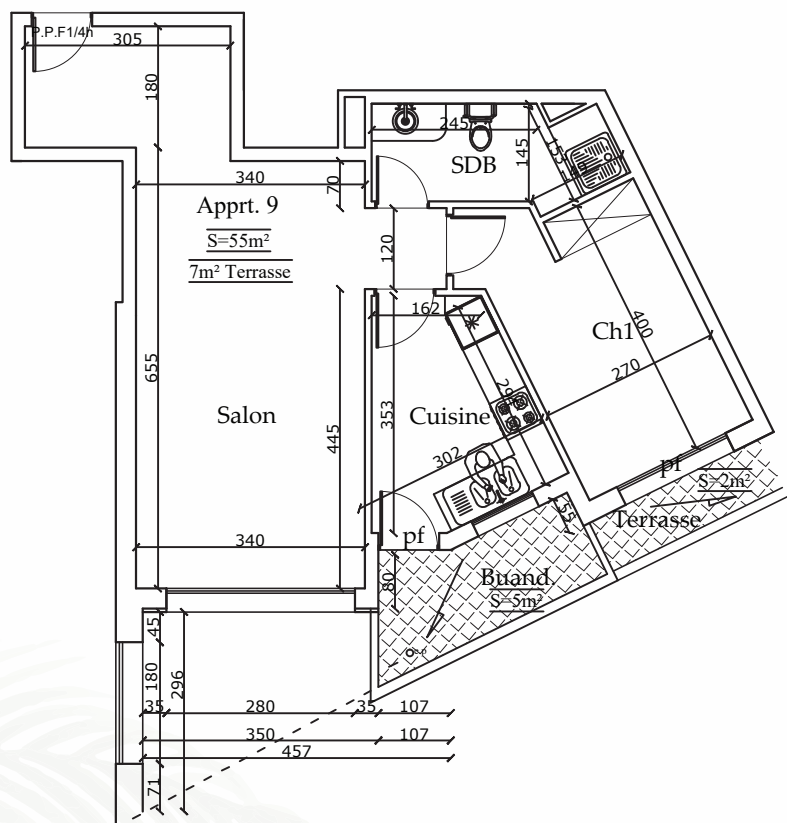 P.P.F1/4h
305
180
245
SDB
145
155
340
70
Apprt. 9
S=55m²
7m² Terrasse
120
162
400
Ch1
270
655
Salon
445
353
Cuisine
302
pf
S=2m²
Terrasse
55
340
pf
80
Buand.
S=5m²
45
180
296
35
280
35
107
350
107
457
71